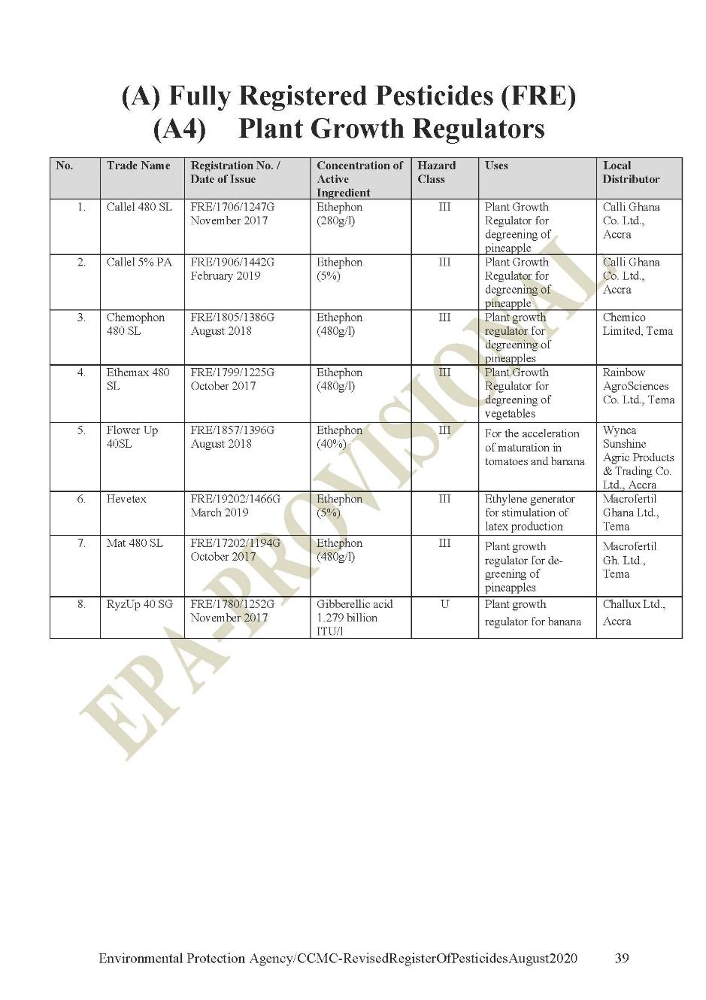 (A) Fully Registered Pesticides (FRE)
(A4) Plant Growth Regulators
No. Trade Name Registration No. / Date of Issue Concentration of Active Ingredient Hazard Class Uses Local Distributor
1. Callel 480 SL FRE/1706/1247G November 2017 Ethephon (280g/l) III Plant Growth Regulator for degreening of pineapple Calli Ghana Co. Ltd., Accra
2. Callel 5% PA FRE/1906/1442G February 2019 Ethephon (5%) III Plant Growth Regulator for degreening of pineapple Calli Ghana Co. Ltd., Accra
3. Chemophon 480 SL FRE/1805/1386G August 2018 Ethephon (480g/l) III Plant growth regulator for degreening of pineapples Chemico Limited, Tema
4. Ethemax 480 SL FRE/1799/1225G October 2017 Ethephon (480g/l) III Plant Growth Regulator for degreening of vegetables Rainbow AgroSciences Co. Ltd., Tema
5. Flower Up 40SL FRE/1857/1396G August 2018 Ethephon (40%) III For the acceleration of maturation in tomatoes and banana Wynca Sunshine Agric Products & Trading Co. Ltd., Accra
6. Hevetex FRE/19202/1466G March 2019 Ethephon (5%) III Ethylene generator for stimulation of latex production Macrofertil Ghana Ltd., Tema
7. Mat 480 SL FRE/17202/1194G October 2017 Ethephon (480g/l) III Plant growth regulator for de-greening of pineapples Macrofertil Gh. Ltd., Tema
8. RyzUp 40 SG FRE/1780/1252G November 2017 Gibberellic acid 1.279 billion ITU/l U Plant growth regulator for banana Challux Ltd., Accra
EPA-PROVISIONAL
Environmental Protection Agency/CCMC-RevisedRegisterOfPesticidesAugust2020 39